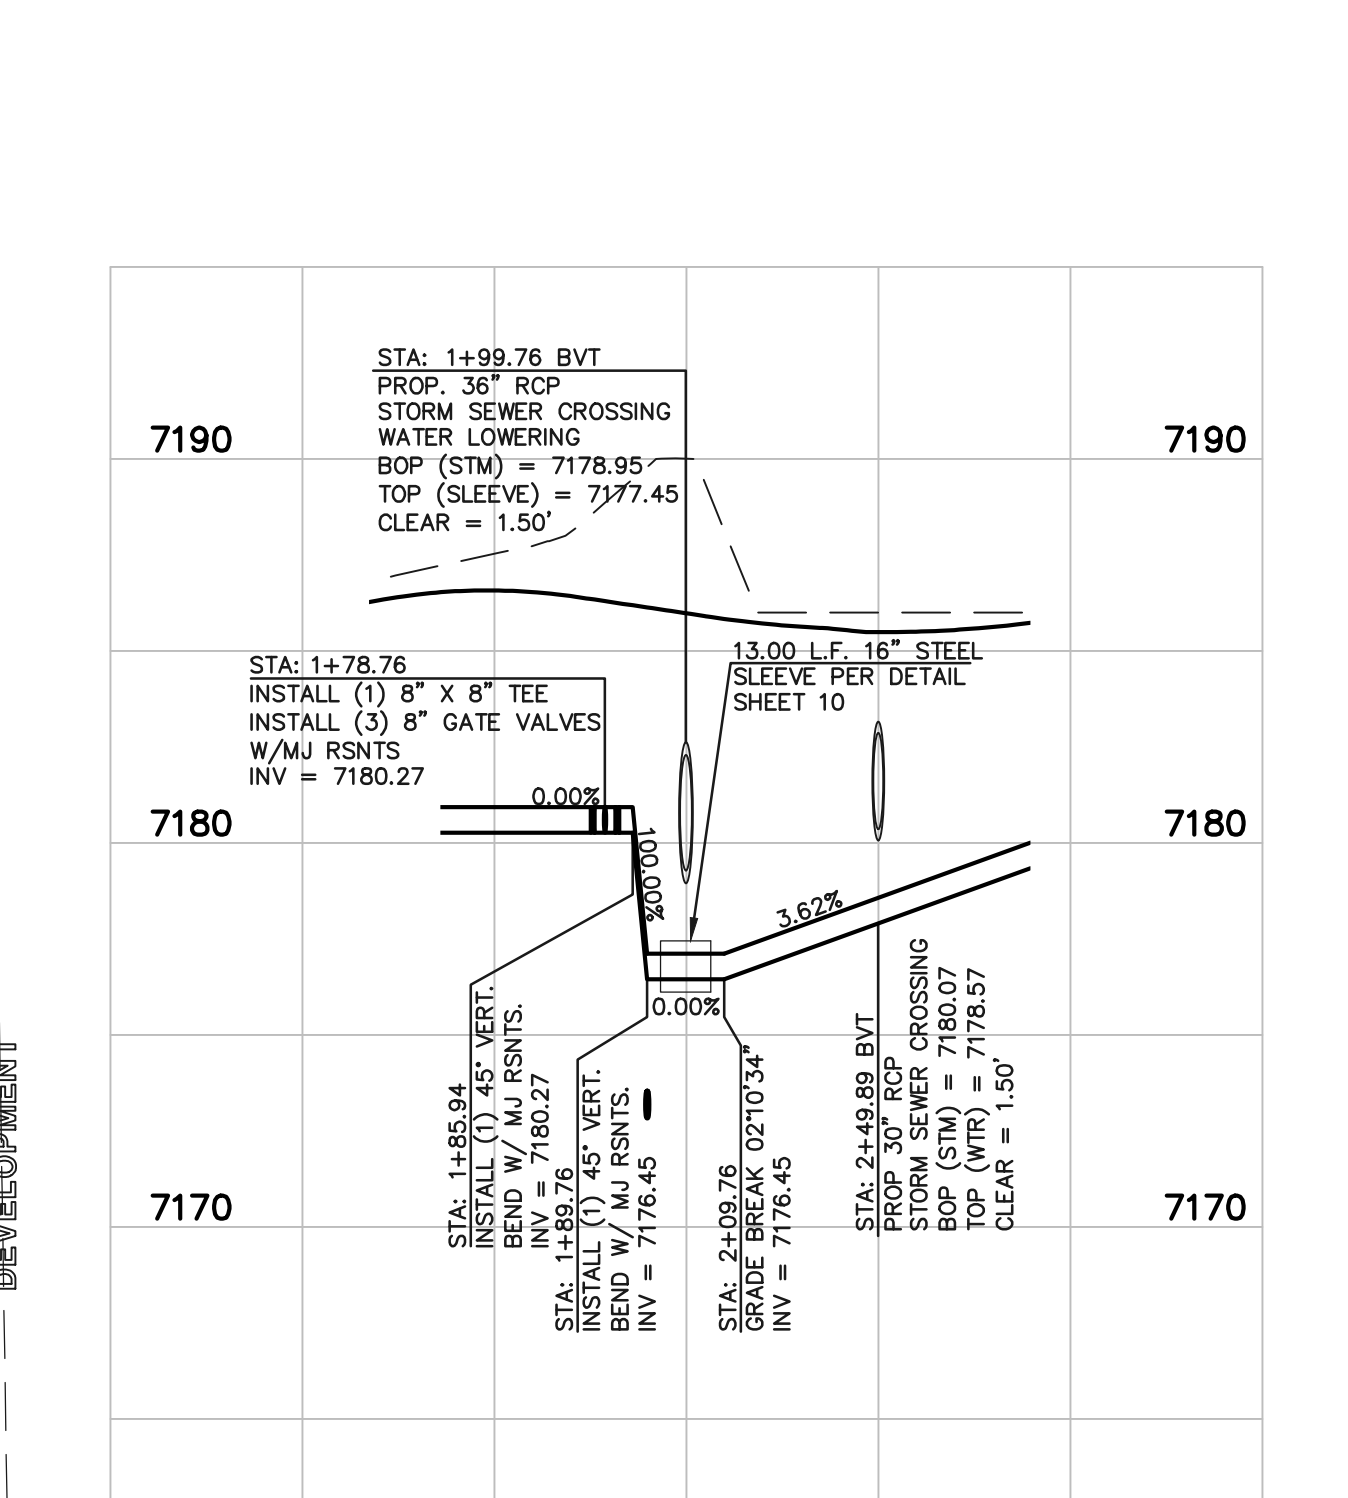 STA: 1+99.76 BVT
PROP. 36" RCP
STORM SEWER CROSSING
WATER LOWERING
BOP (STM) = 7178.95
TOP (SLEEVE) = 7177.45
CLEAR = 1.50'
7190
7190
13.00 L.F. 16" STEEL
SLEEVE PER DETAIL
SHEET 10
STA: 1+78.76
INSTALL (1) 8" X 8" TEE
INSTALL (3) 8" GATE VALVES
W/MJ RSNTS
INV = 7180.27
0.00%
7180
7180
100.00%
3.62%
0.00%
STA: 1+85.94
INSTALL (1) 45° VERT.
BEND W/ MJ RSNTS.
INV = 7180.27
STA: 1+89.76
INSTALL (1) 45° VERT.
BEND W/ MJ RSNTS.
INV = 7176.45
STA: 2+09.76
GRADE BREAK 02°10'34"
INV = 7176.45
STA: 2+49.89 BVT
PROP 30" RCP
STORM SEWER CROSSING
BOP (STM) = 7180.07
TOP (WTR) = 7178.57
CLEAR = 1.50'
7170
7170
DEVELOPMENT